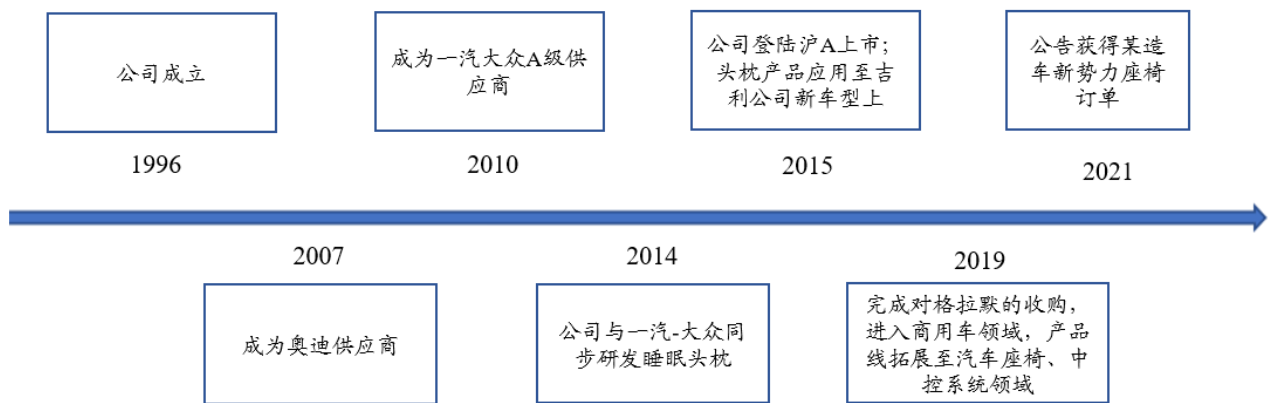 公司成立
成为一汽大众A级供
应商
公司登陆沪A上市；
头枕产品应用至吉
利公司新车型上
公告获得某造
车新势力座椅
订单
1996
2010
2015
2021
2007
2014
2019
成为奥迪供应商
公司与一汽-大众同
步研发睡眠头枕
完成对格拉默的收购，
进入商用车领域，产品
线拓展至汽车座椅、中
控系统领域